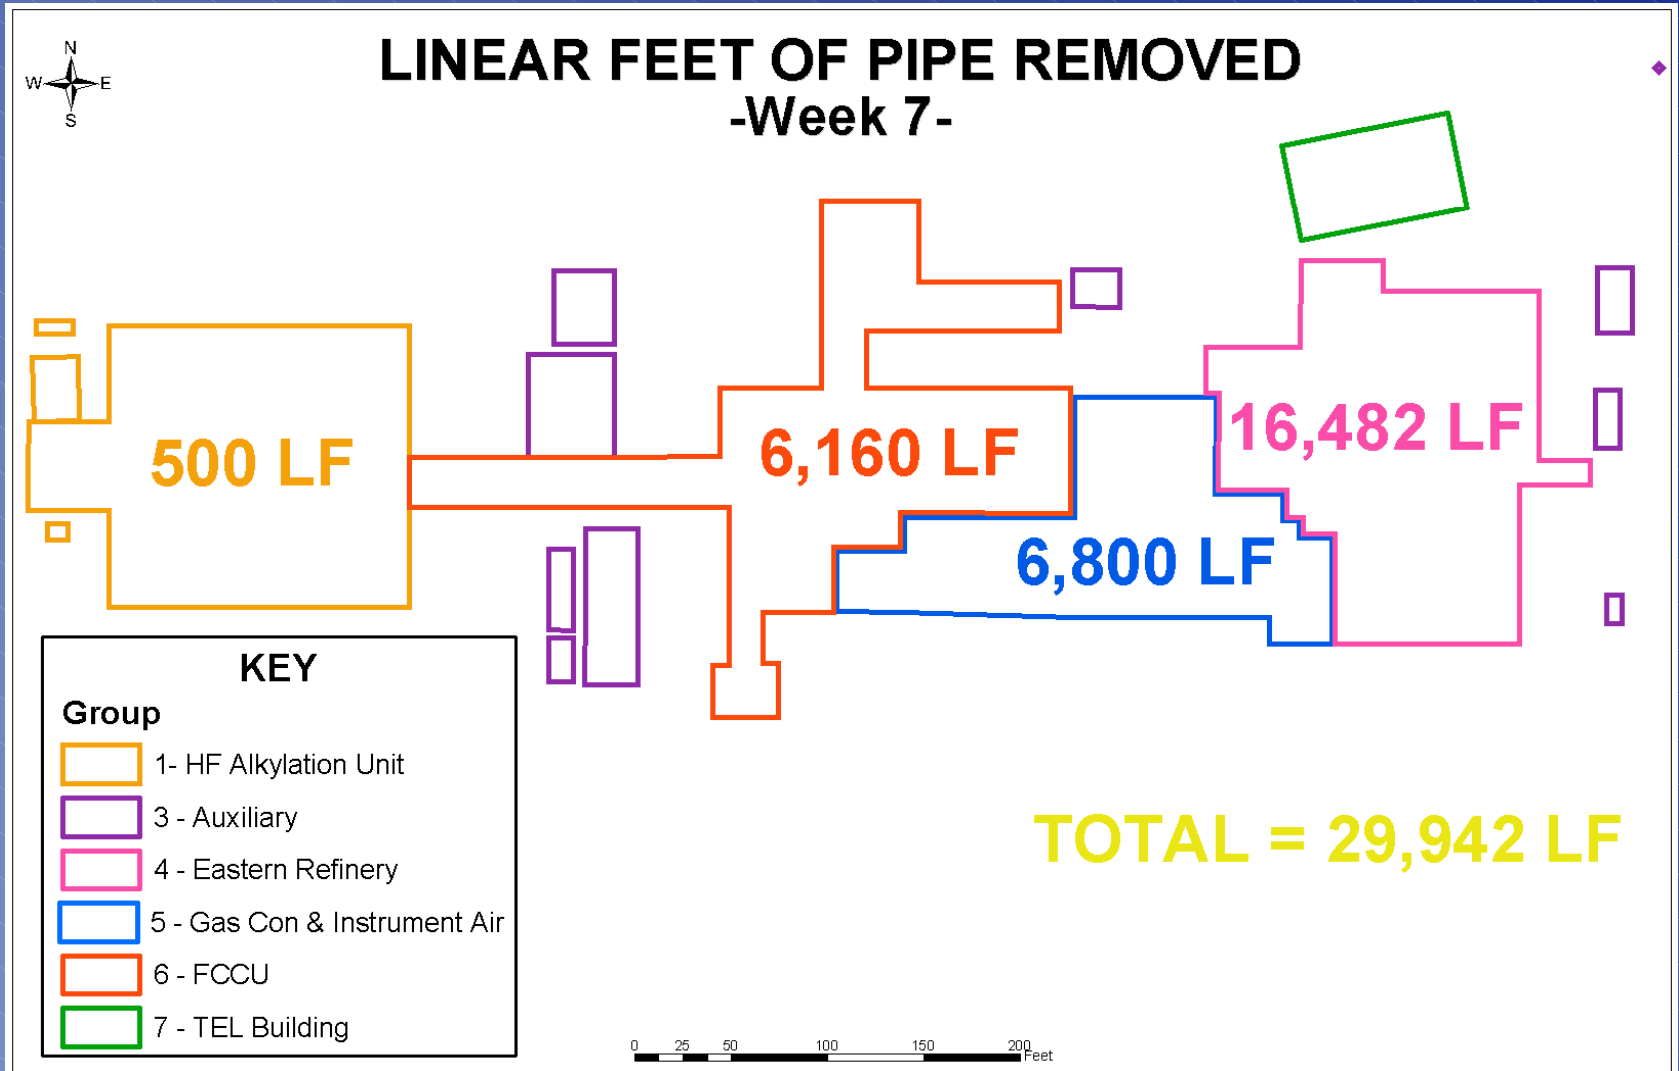 N
W E
S
LINEAR FEET OF PIPE REMOVED
-Week 7-
500 LF
6,160 LF
16,482 LF
6,800 LF
KEY
Group
1- HF Alkylation Unit
3 - Auxiliary
4 - Eastern Refinery
5 - Gas Con & Instrument Air
6 - FCCU
7 - TEL Building
TOTAL = 29,942 LF
0 25 50 100 150 200
Feet